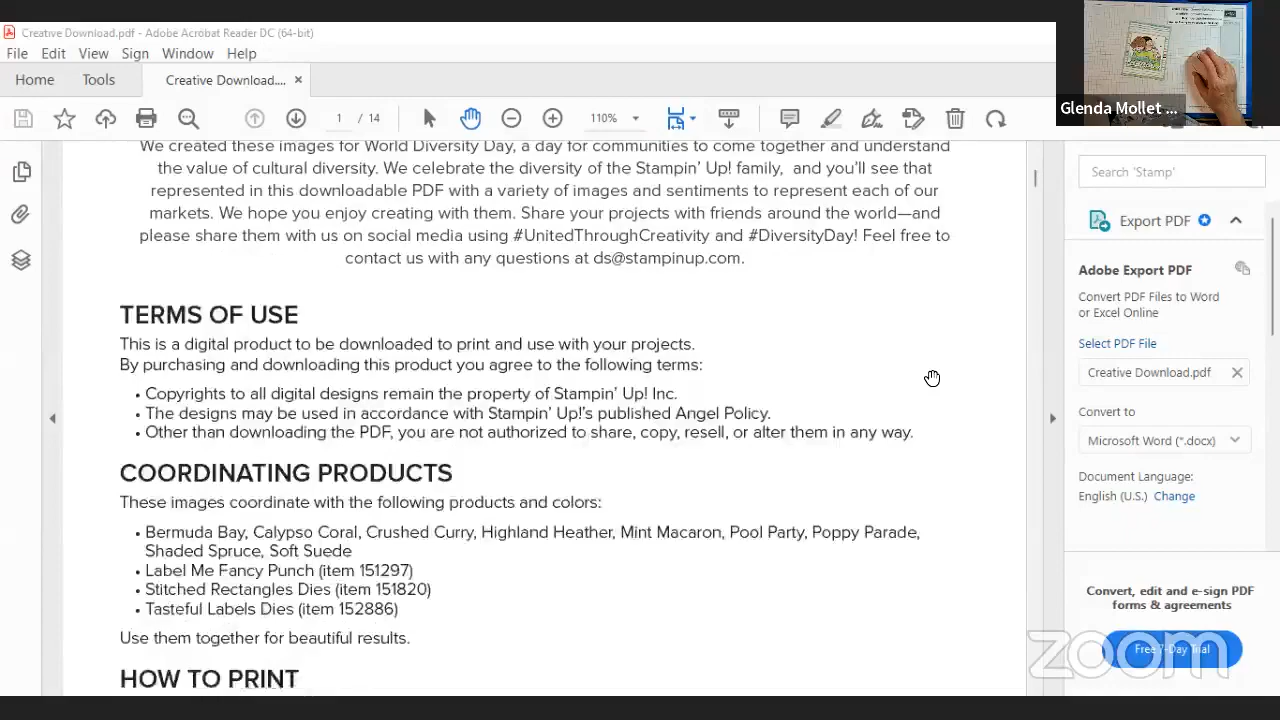 Creative Download.pdf - Adobe Acrobat Reader DC (64-bit)
File Edit View Sign Window Help
Home Tools Creative Download....
1 / 14 110%
Glenda Mollet ...
We created these images for World Diversity Day, a day for communities to come together and understand
the value of cultural diversity. We celebrate the diversity of the Stampin' Up! family, and you'll see that
represented in this downloadable PDF with a variety of images and sentiments to represent each of our
markets. We hope you enjoy creating with them. Share your projects with friends around the world—and
please share them with us on social media using #UnitedThroughCreativity and #DiversityDay! Feel free to
contact us with any questions at ds@stampinup.com.
TERMS OF USE
This is a digital product to be downloaded to print and use with your projects.
By purchasing and downloading this product you agree to the following terms:
• Copyrights to all digital designs remain the property of Stampin' Up! Inc.
• The designs may be used in accordance with Stampin' Up!'s published Angel Policy.
• Other than downloading the PDF, you are not authorized to share, copy, resell, or alter them in any way.
COORDINATING PRODUCTS
These images coordinate with the following products and colors:
• Bermuda Bay, Calypso Coral, Crushed Curry, Highland Heather, Mint Macaron, Pool Party, Poppy Parade,
Shaded Spruce, Soft Suede
• Label Me Fancy Punch (item 151297)
• Stitched Rectangles Dies (item 151820)
• Tasteful Labels Dies (item 152886)
Use them together for beautiful results.
HOW TO PRINT
Search 'Stamp'
Export PDF
Adobe Export PDF
Convert PDF Files to Word
or Excel Online
Select PDF File
Creative Download.pdf
Convert to
Microsoft Word (*.docx)
Document Language:
English (U.S.) Change
Convert, edit and e-sign PDF
forms & agreements
Free 7-Day Trial
zoom